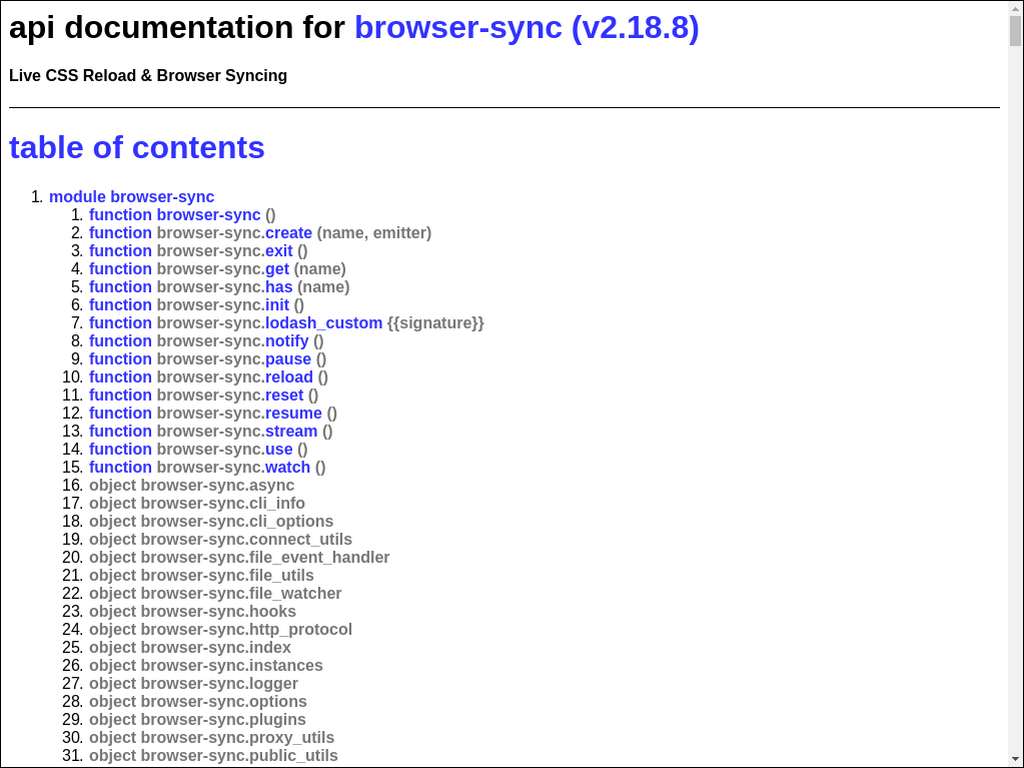 api documentation for browser-sync (v2.18.8)
Live CSS Reload & Browser Syncing
table of contents
1. module browser-sync
1. function browser-sync ()
2. function browser-sync.create (name, emitter)
3. function browser-sync.exit ()
4. function browser-sync.get (name)
5. function browser-sync.has (name)
6. function browser-sync.init ()
7. function browser-sync.lodash_custom {{signature}}
8. function browser-sync.notify ()
9. function browser-sync.pause ()
10. function browser-sync.reload ()
11. function browser-sync.reset ()
12. function browser-sync.resume ()
13. function browser-sync.stream ()
14. function browser-sync.use ()
15. function browser-sync.watch ()
16. object browser-sync.async
17. object browser-sync.cli_info
18. object browser-sync.cli_options
19. object browser-sync.connect_utils
20. object browser-sync.file_event_handler
21. object browser-sync.file_utils
22. object browser-sync.file_watcher
23. object browser-sync.hooks
24. object browser-sync.http_protocol
25. object browser-sync.index
26. object browser-sync.instances
27. object browser-sync.logger
28. object browser-sync.options
29. object browser-sync.plugins
30. object browser-sync.proxy_utils
31. object browser-sync.public_utils